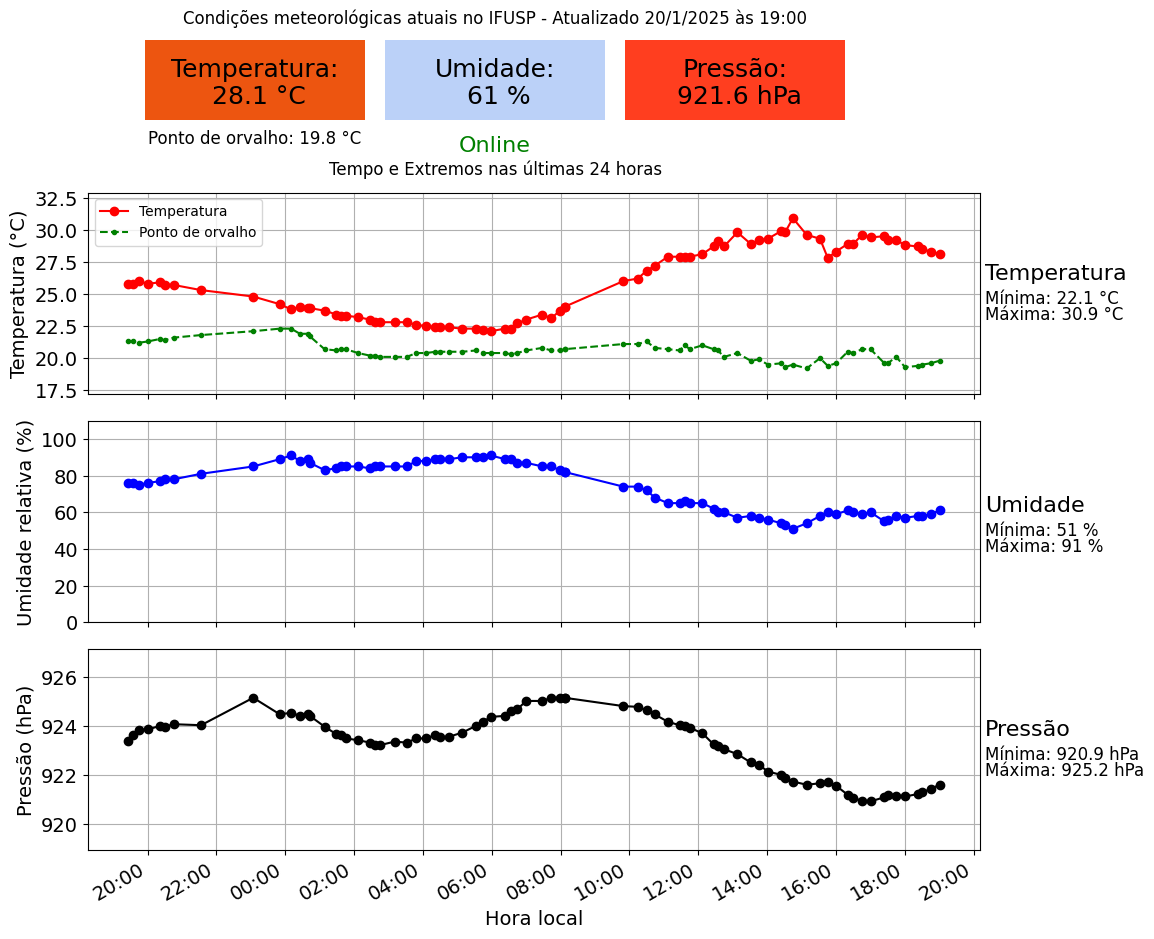 Condições meteorológicas atuais no IFUSP - Atualizado 20/1/2025 às 19:00
Temperatura:
28.1 °C
Umidade:
61 %
Pressão:
921.6 hPa
Ponto de orvalho: 19.8 °C
Online
Tempo e Extremos nas últimas 24 horas
Temperatura (°C)
32.5
30.0
27.5
25.0
22.5
20.0
17.5
Temperatura
Ponto de orvalho
Temperatura
Mínima: 22.1 °C
Máxima: 30.9 °C
Umidade relativa (%)
100
80
60
40
20
0
Umidade
Mínima: 51 %
Máxima: 91 %
Pressão (hPa)
926
924
922
920
Pressão
Mínima: 920.9 hPa
Máxima: 925.2 hPa
20:00 22:00 00:00 02:00 04:00 06:00 08:00 10:00 12:00 14:00 16:00 18:00 20:00
Hora local